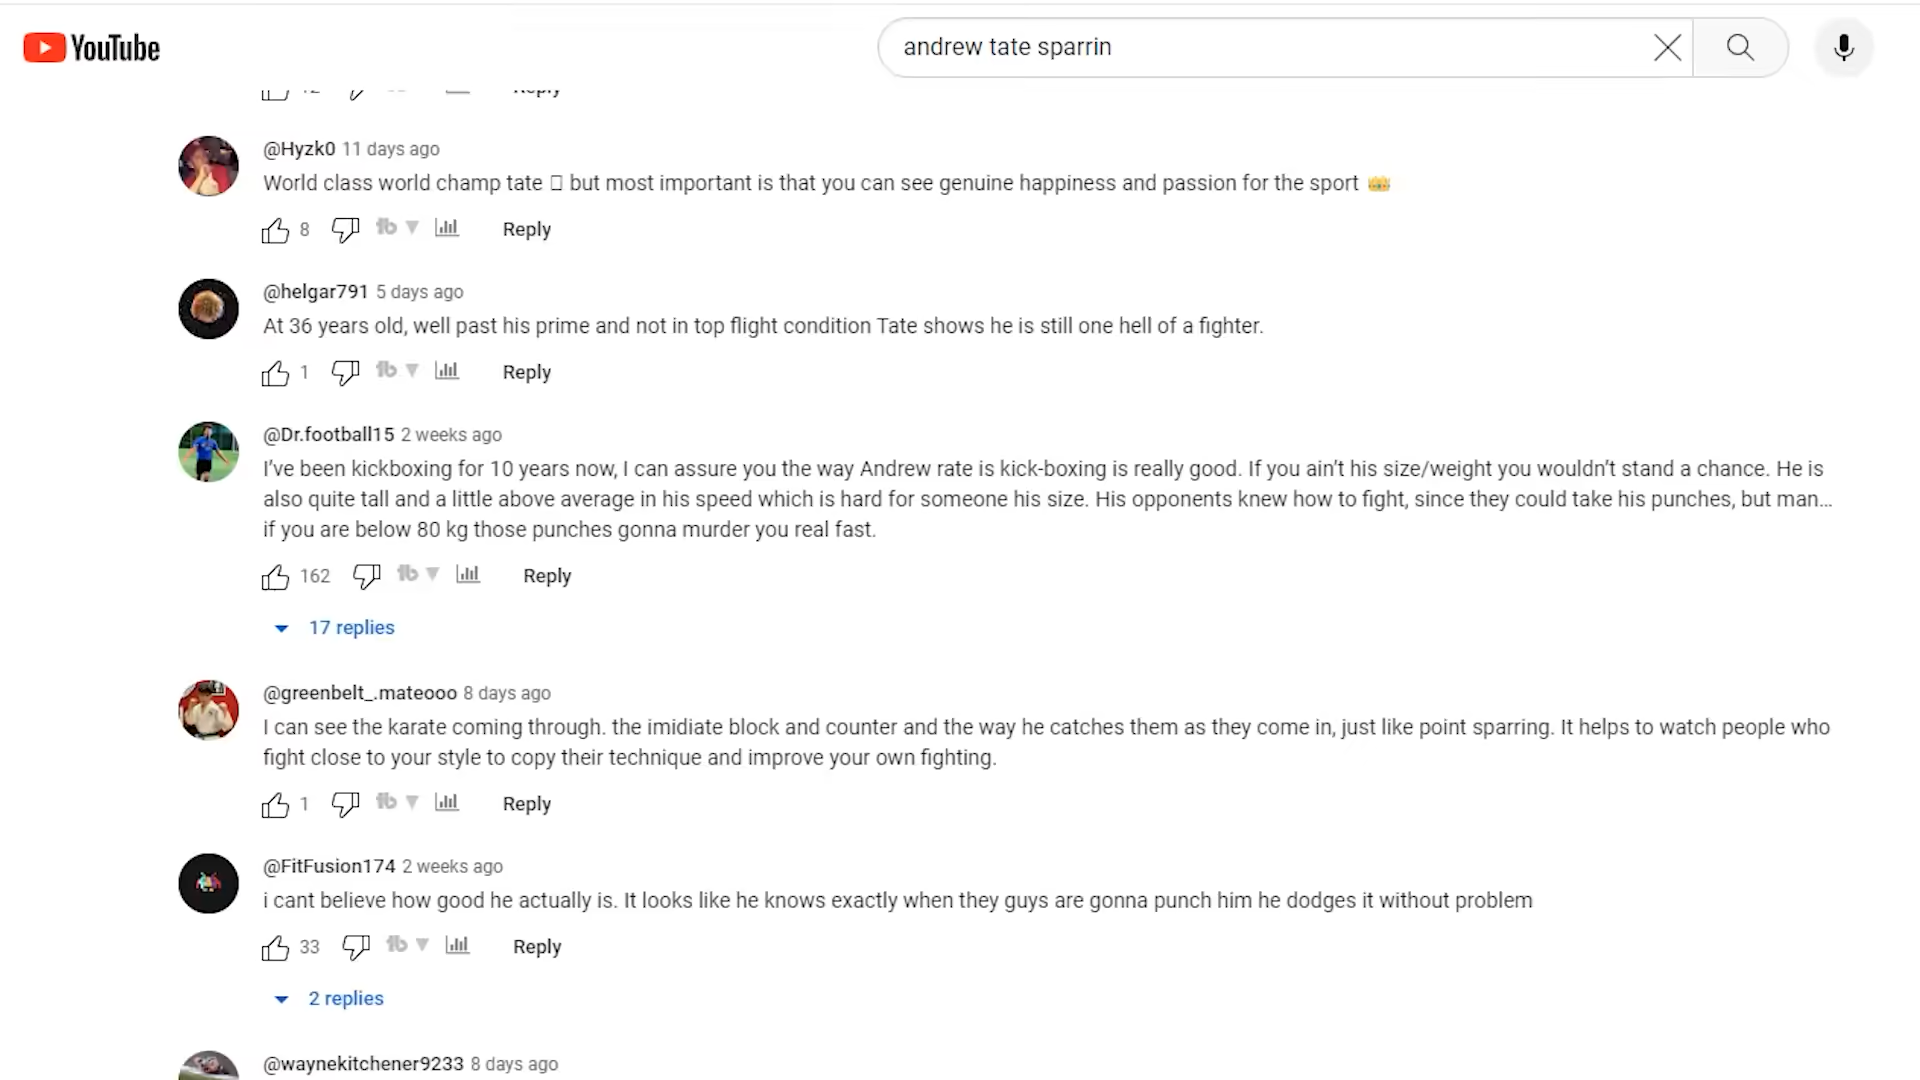 YouTube
andrew tate sparrin
Reply
@Hyzk0 11 days ago
World class world champ tate but most important is that you can see genuine happiness and passion for the sport 👑
8 Reply
@helgar791 5 days ago
At 36 years old, well past his prime and not in top flight condition Tate shows he is still one hell of a fighter.
1 Reply
@Dr.football15 2 weeks ago
I’ve been kickboxing for 10 years now, I can assure you the way Andrew rate is kick-boxing is really good. If you ain’t his size/weight you wouldn’t stand a chance. He is
also quite tall and a little above average in his speed which is hard for someone his size. His opponents knew how to fight, since they could take his punches, but man...
if you are below 80 kg those punches gonna murder you real fast.
162 Reply
17 replies
@greenbelt_.mateooo 8 days ago
I can see the karate coming through. the imidiate block and counter and the way he catches them as they come in, just like point sparring. It helps to watch people who
fight close to your style to copy their technique and improve your own fighting.
1 Reply
@FitFusion174 2 weeks ago
i cant believe how good he actually is. It looks like he knows exactly when they guys are gonna punch him he dodges it without problem
33 Reply
2 replies
@waynekitchener9233 8 days ago